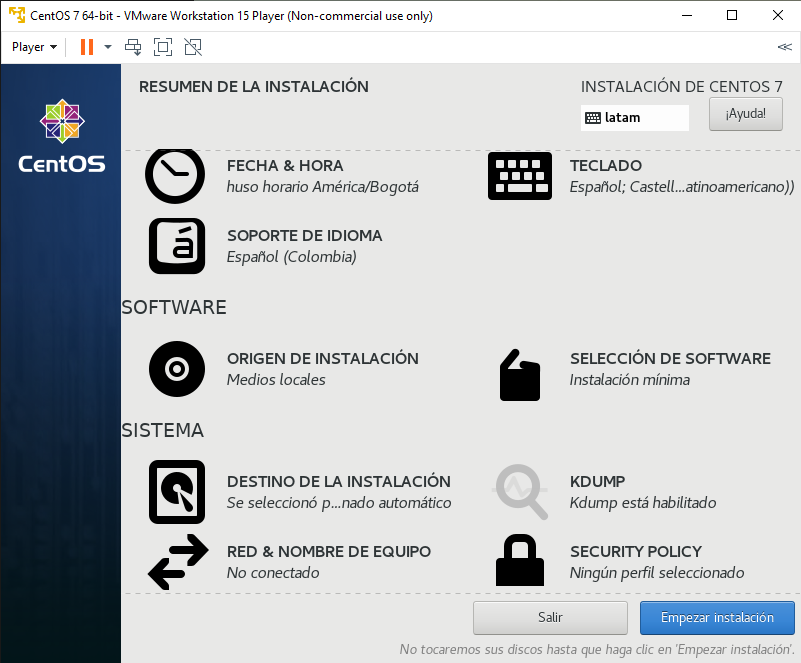 CentOS 7 64-bit - VMware Workstation 15 Player (Non-commercial use only)
Player
RESUMEN DE LA INSTALACIÓN
INSTALACIÓN DE CENTOS 7
latam
¡Ayuda!
CentOS
FECHA & HORA
huso horario América/Bogotá
TECLADO
Español; Castell...atinoamericano))
á
SOPORTE DE IDIOMA
Español (Colombia)
SOFTWARE
ORIGEN DE INSTALACIÓN
Medios locales
SELECCIÓN DE SOFTWARE
Instalación mínima
SISTEMA
DESTINO DE LA INSTALACIÓN
Se seleccionó p...nado automático
KDUMP
Kdump está habilitado
RED & NOMBRE DE EQUIPO
No conectado
SECURITY POLICY
Ningún perfil seleccionado
Salir
Empezar instalación
No tocaremos sus discos hasta que haga clic en 'Empezar instalación'.